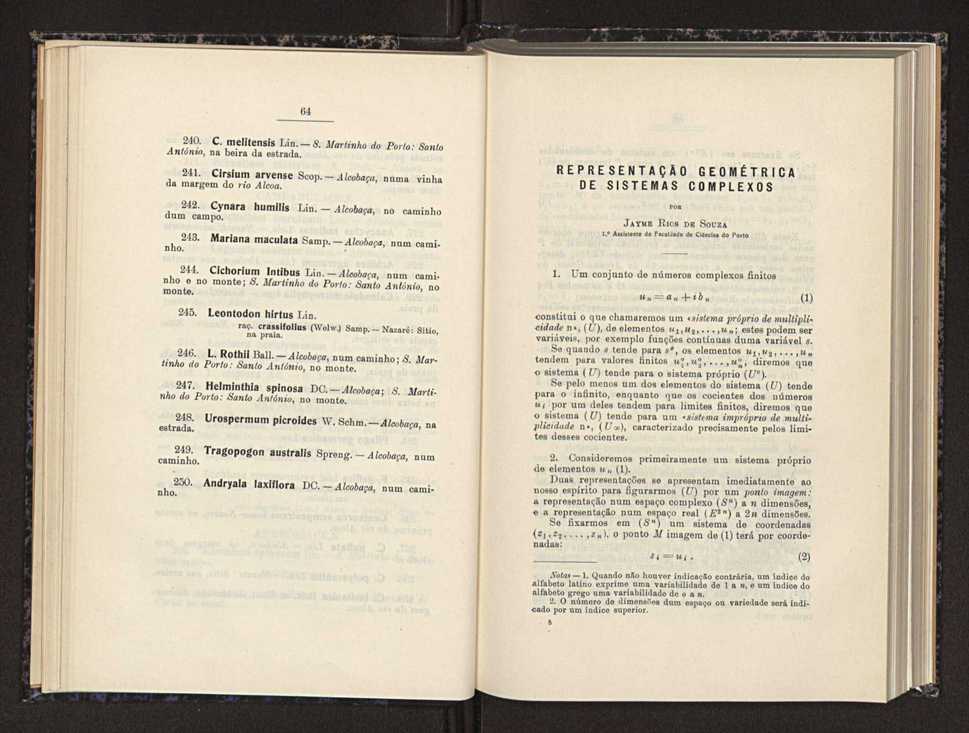 64
240. C. melitensis Lin. — S. Martinho do Porto: Santo
António, na beira da estrada.
241. Cirsium arvense Scop. — Alcobaça, numa vinha
da margem do rio Alcoa.
242. Cynara humilis Lin. — Alcobaça, no caminho
dum campo.
243. Mariana maculata Samp. — Alcobaça, num cami-
nho.
244. Cichorium Intibus Lin. — Alcobaça, num cami-
nho e no monte; S. Martinho do Porto: Santo António, no
monte.
245. Leontodon hirtus Lin.
raç. crassifolius (Welw.) Samp. — Nazaré: Sítio,
na praia.
246. L. Rothii Ball. — Alcobaça, num caminho; S. Mar-
tinho do Porto: Santo António, no monte.
247. Helminthia spinosa DC. — Alcobaça; S. Marti-
nho do Porto: Santo António, no monte.
248. Urospermum picroides W. Schm. — Alcobaça, na
estrada.
249. Tragopogon australis Spreng. — Alcobaça, num
caminho.
250. Andryala laxiflora DC. — Alcobaça, num cami-
nho.
REPRESENTAÇÃO GEOMÉTRICA
DE SISTEMAS COMPLEXOS
POR
JAYME RIOS DE SOUZA
1.º Assistente da Faculdade de Ciências do Porto
1. Um conjunto de números complexos finitos
uₙ = aₙ + i bₙ (1)
constitui o que chamaremos um «sistema próprio de multipli-
cidade n», (U), de elementos u₁, u₂, ..., uₙ; estes podem ser
variáveis, por exemplo funções contínuas duma variável s.
Se quando s tende para s°, os elementos u₁, u₂, ..., uₙ
tendem para valores finitos u₁°, u₂°, ..., uₙ°, diremos que
o sistema (U) tende para o sistema próprio (U°).
Se pelo menos um dos elementos do sistema (U) tende
para o infinito, enquanto que os cocientes dos números
uᵢ por um deles tendem para limites finitos, diremos que
o sistema (U) tende para um «sistema impróprio de multi-
plicidade n», (U∞), caracterizado precisamente pelos limi-
tes desses cocientes.
2. Consideremos primeiramente um sistema próprio
de elementos uₙ (1).
Duas representações se apresentam imediatamente ao
nosso espírito para figurarmos (U) por um ponto imagem:
a representação num espaço complexo (Sⁿ) a n dimensões,
e a representação num espaço real (E²ⁿ) a 2n dimensões.
Se fixarmos em (Sⁿ) um sistema de coordenadas
(z₁, z₂, ..., zₙ), o ponto M imagem de (1) terá por coorde-
nadas:
zᵢ = uᵢ. (2)
Notas — 1. Quando não houver indicação contrária, um índice do
alfabeto latino exprime uma variabilidade de 1 a n, e um índice do
alfabeto grego uma variabilidade de o a n.
2. O número de dimensões dum espaço ou variedade será indi-
cado por um índice superior.